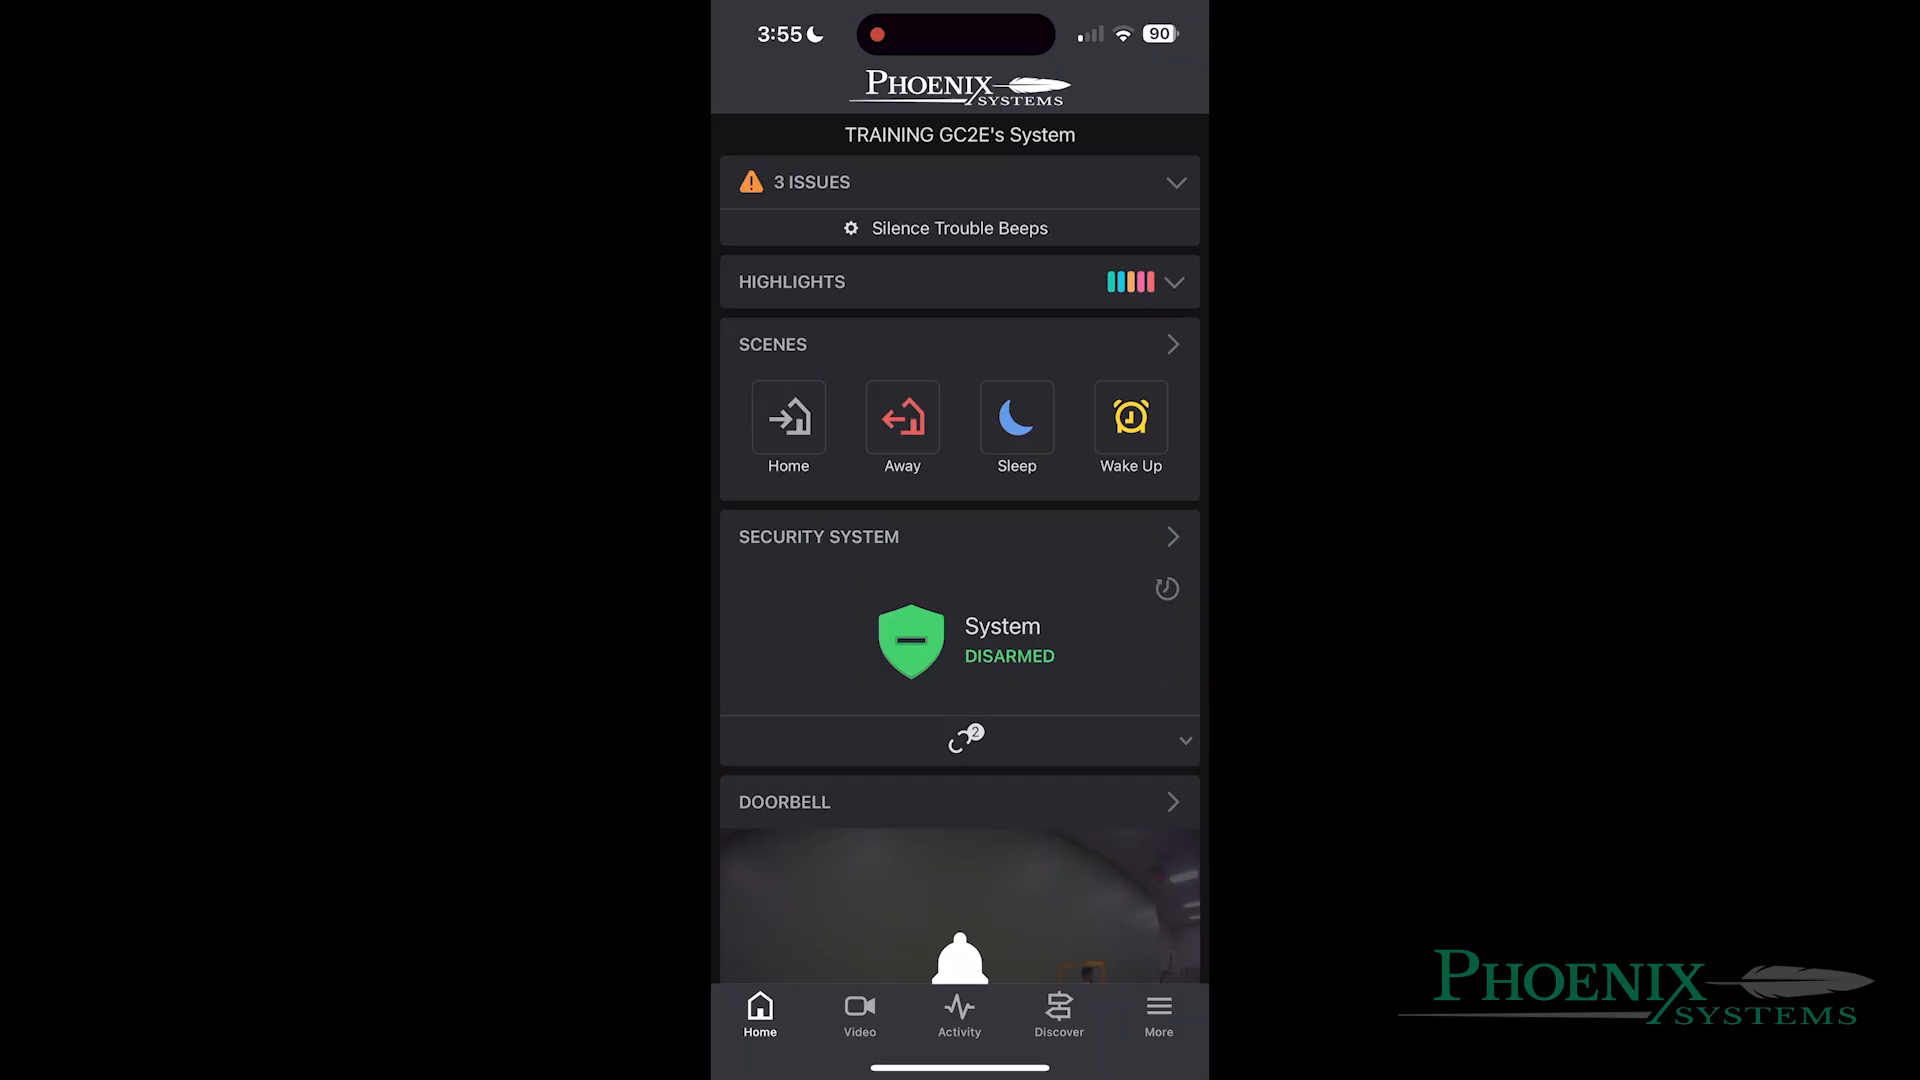 3:55
90
PHOENIX
SYSTEMS
TRAINING GC2E's System
3 ISSUES
Silence Trouble Beeps
HIGHLIGHTS
SCENES
Home
Away
Sleep
Wake Up
SECURITY SYSTEM
System
DISARMED
2
DOORBELL
Home
Video
Activity
Discover
More
PHOENIX
SYSTEMS